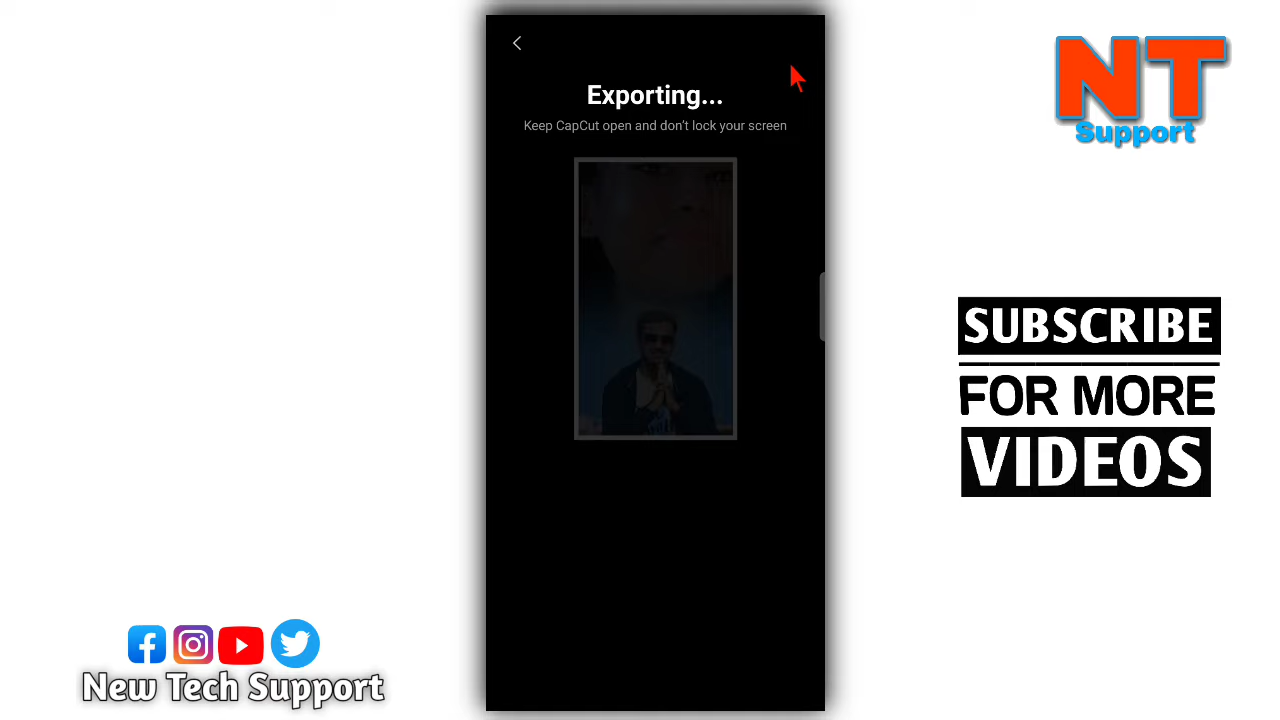 Exporting...
Keep CapCut open and don't lock your screen
NT
Support
SUBSCRIBE
FOR MORE
VIDEOS
New Tech Support